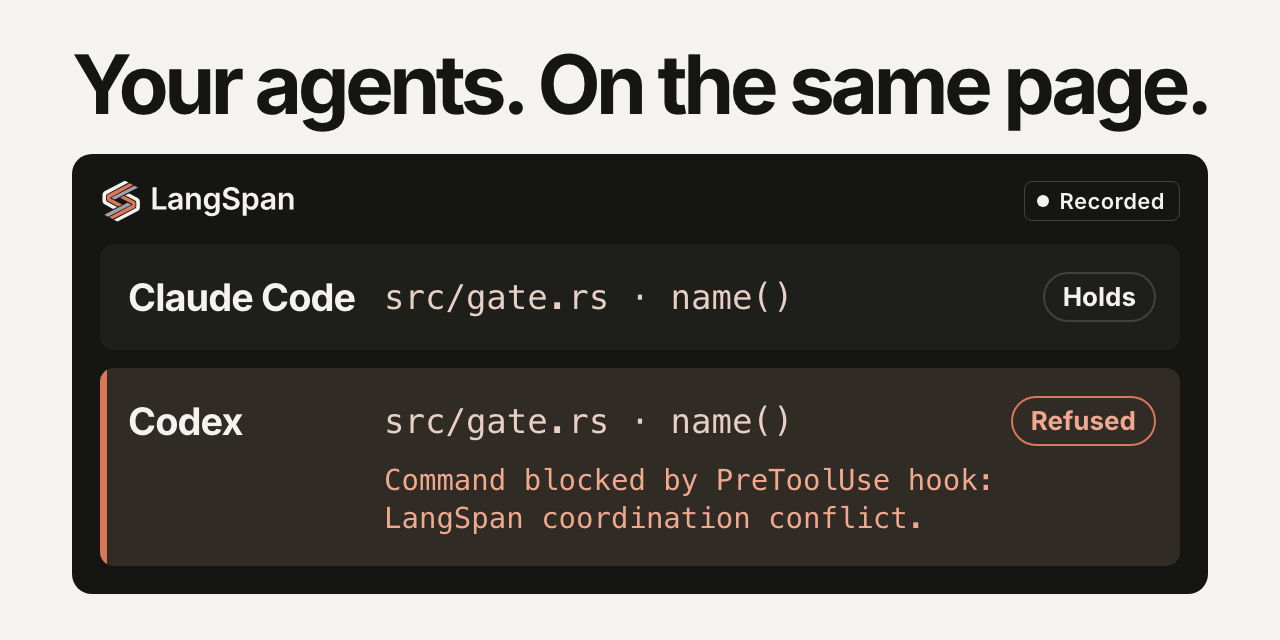 Your agents. On the same page.
LangSpan
Recorded
Claude Code src/gate.rs · name() Holds
Codex src/gate.rs · name() Refused
Command blocked by PreToolUse hook:
LangSpan coordination conflict.